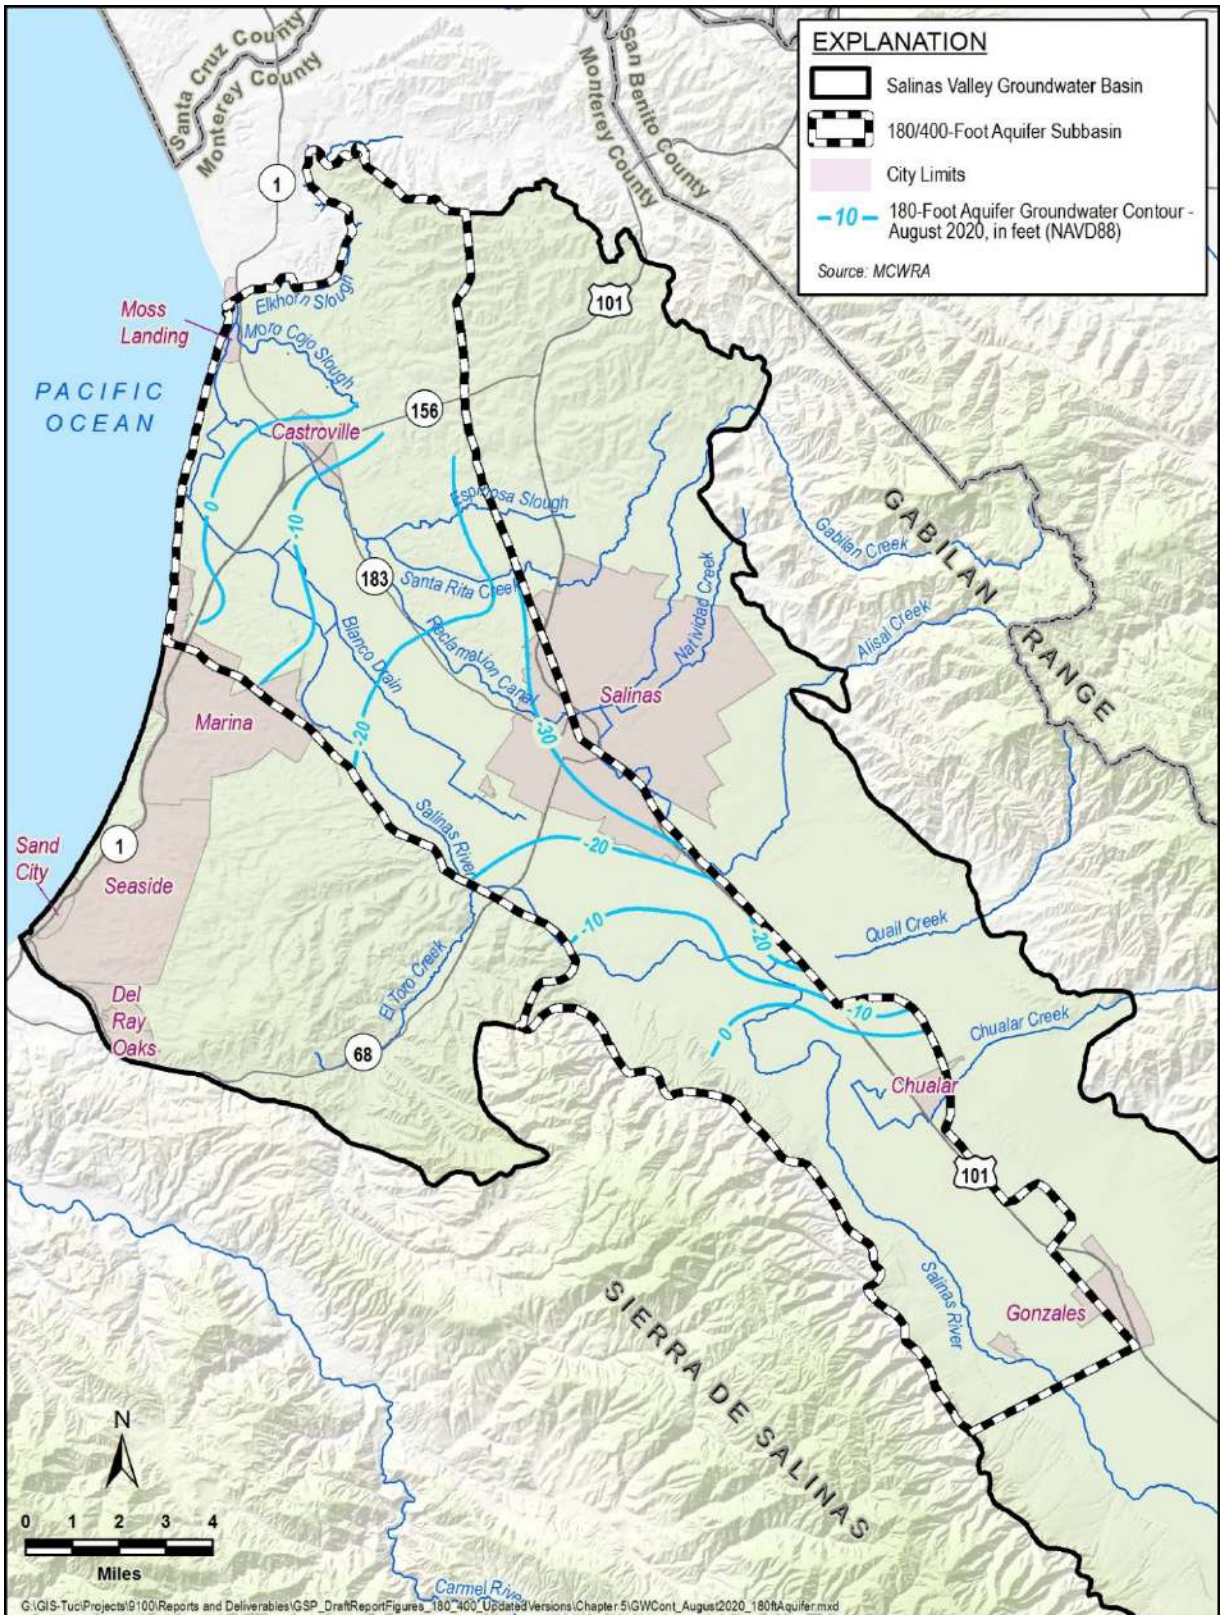 Santa Cruz County
Monterey County
San Benito County
Monterey County
EXPLANATION
Salinas Valley Groundwater Basin
180/400-Foot Aquifer Subbasin
City Limits
-10
180-Foot Aquifer Groundwater Contour -
August 2020, in feet (NAVD88)
Source: MCWRA
1
101
Elkhorn Slough
Moss
Landing
Moro Cojo Slough
PACIFIC
OCEAN
156
Castroville
0
-10
Espinosa Slough
Gabilan Creek
GABILAN
RANGE
183
Santa Rita Creek
Natividad Creek
Alisal Creek
Blanco Drain
Reclamation Canal
Salinas
Marina
-20
-30
Salinas River
-20
1
Sand
City
Seaside
-10
-20
Quail Creek
El Toro Creek
Del
Ray
Oaks
68
0
-10
Chualar Creek
Chualar
101
Salinas River
Gonzales
SIERRA DE SALINAS
N
0 1 2 3 4
Miles
Carmel River
G:\GIS-Tuc\Projects\9100\Reports and Deliverables\GSP_DraftReportFigures_180_400_UpdatedVersions\Chapter 5\GWCont_August2020_180ftAquifer.mxd